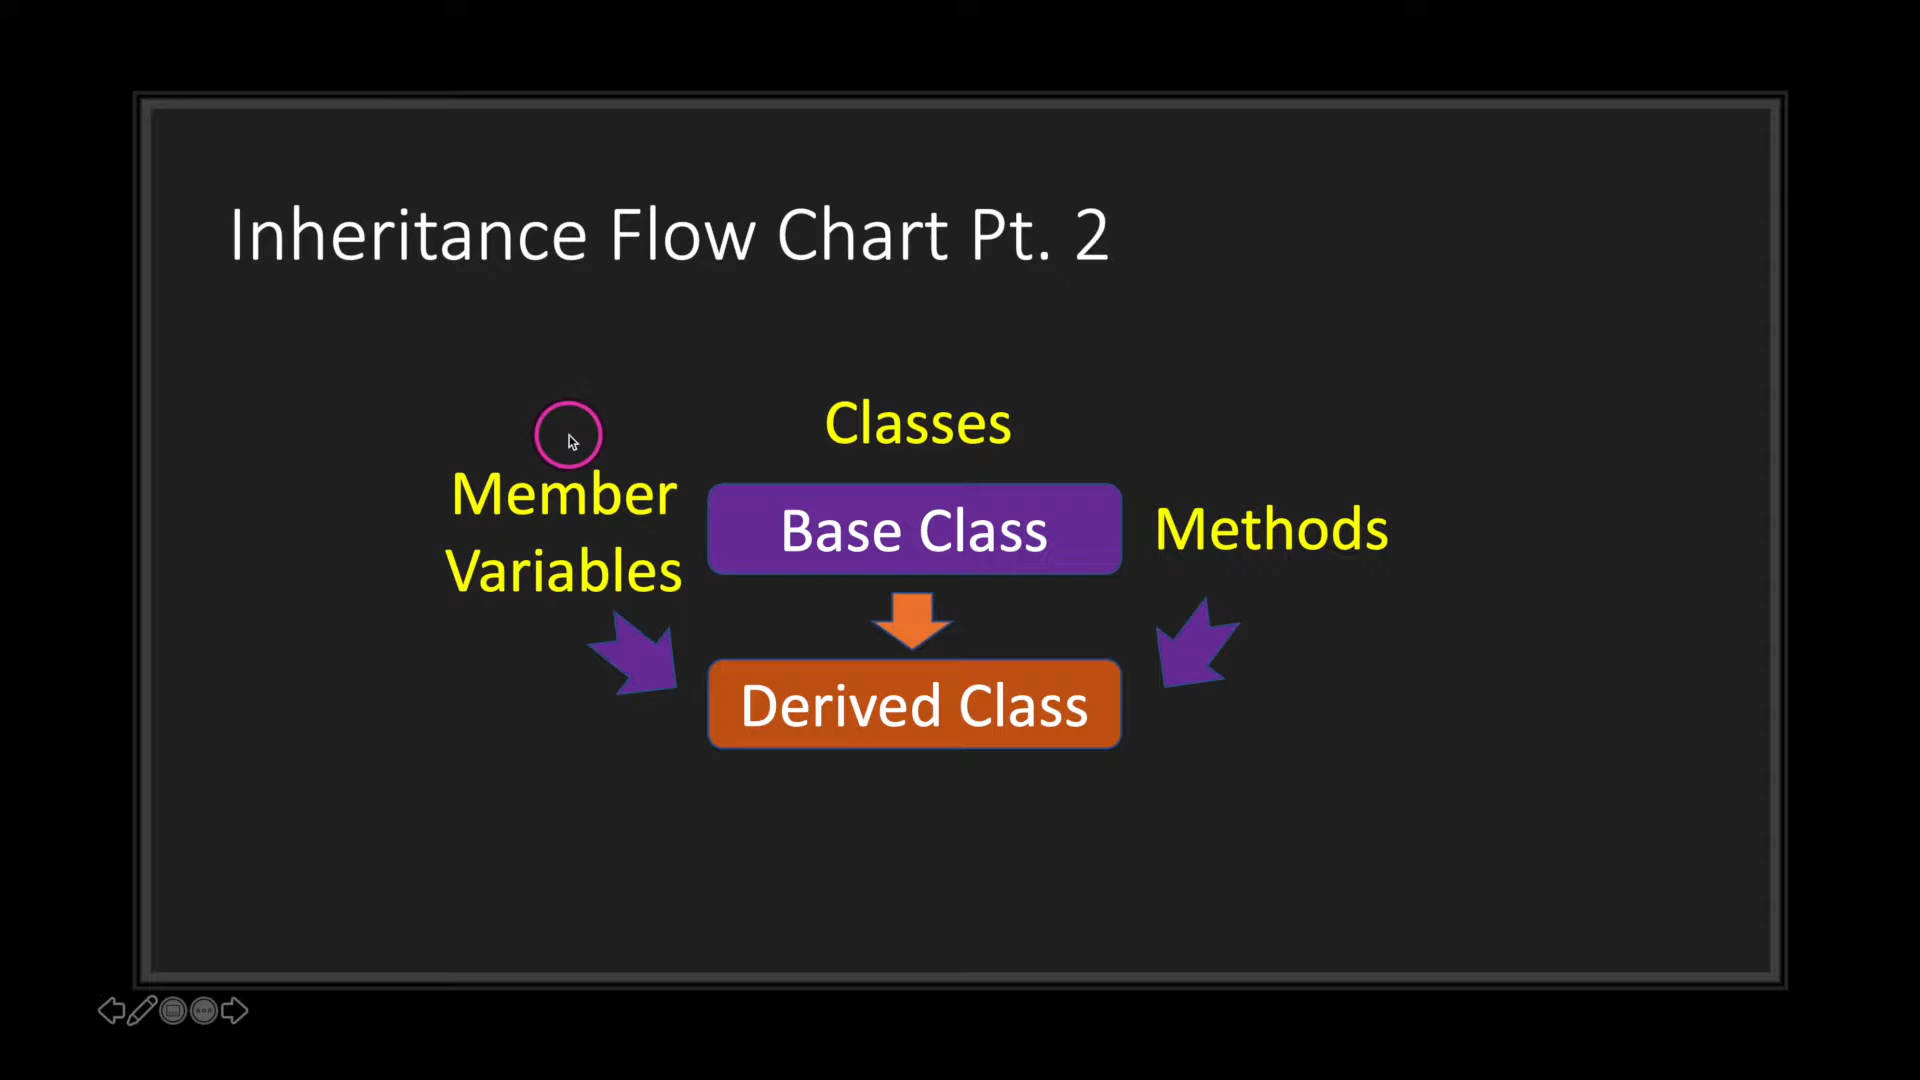 Inheritance Flow Chart Pt. 2
Classes
Member
Variables
Base Class
Methods
Derived Class